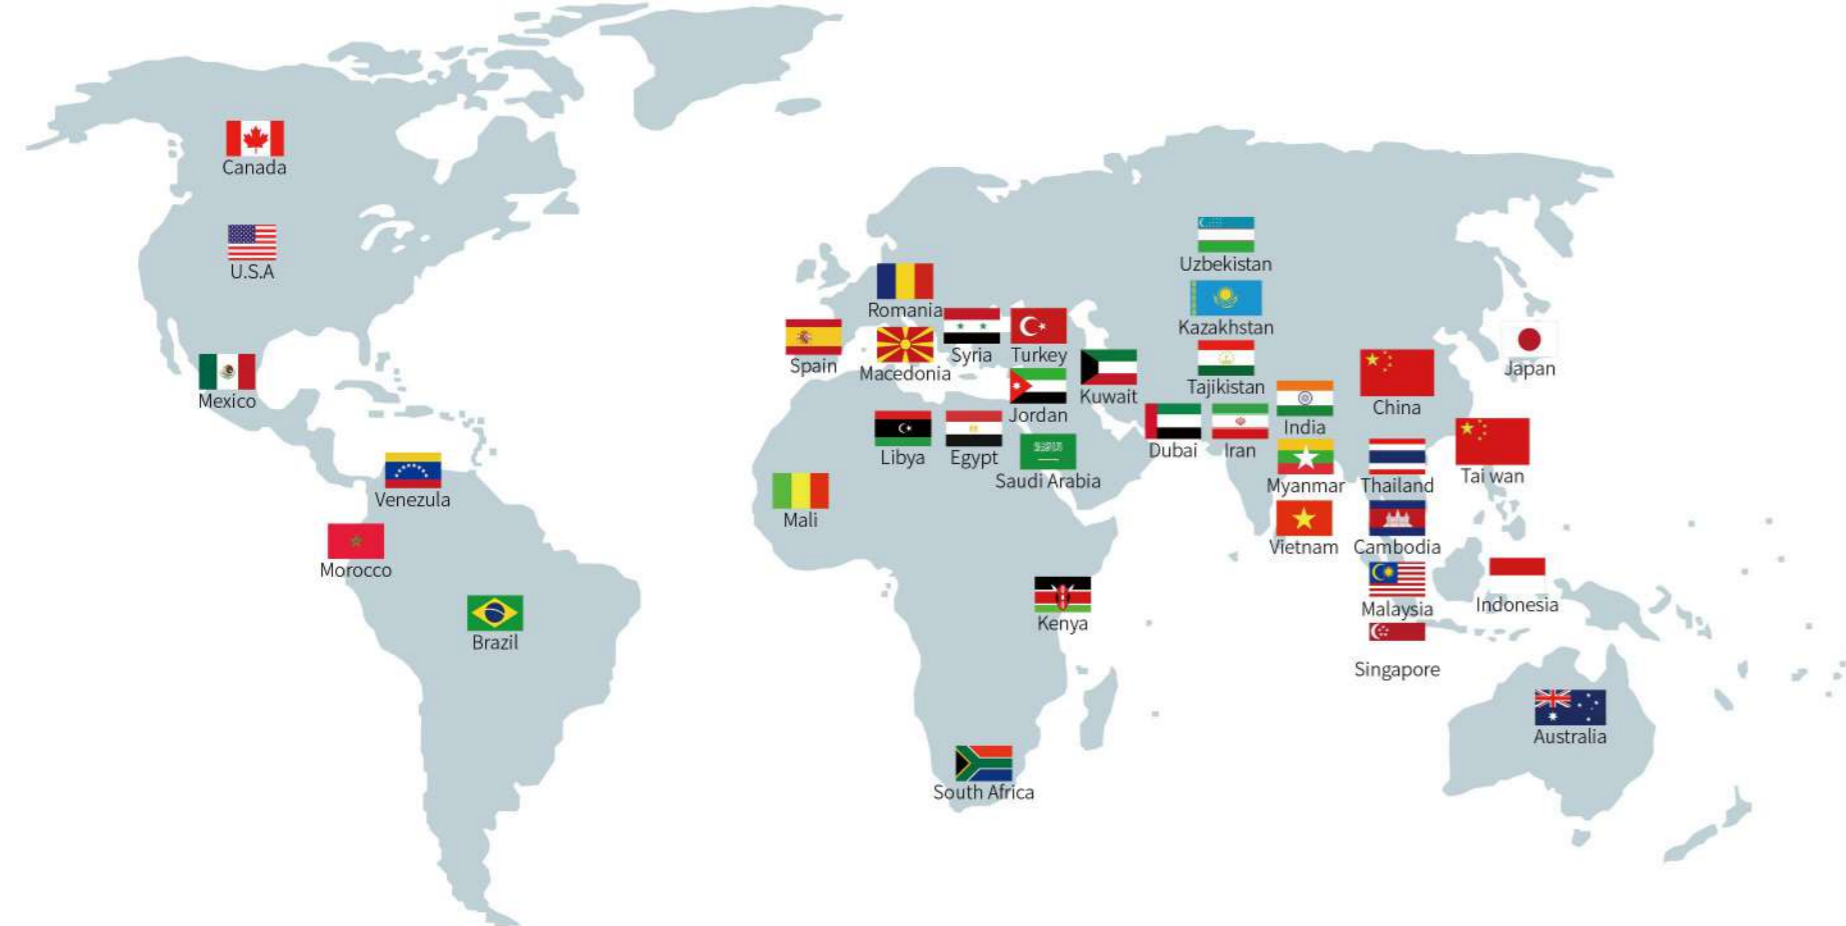 Canada
U.S.A
Mexico
Venezula
Morocco
Brazil
Romania
Spain
Macedonia
Syria
Turkey
Jordan
Kuwait
Libya
Egypt
Saudi Arabia
Mali
Kenya
South Africa
Uzbekistan
Kazakhstan
Tajikistan
Dubai
Iran
India
Myanmar
Vietnam
China
Thailand
Cambodia
Malaysia
Singapore
Japan
Tai wan
Indonesia
Australia